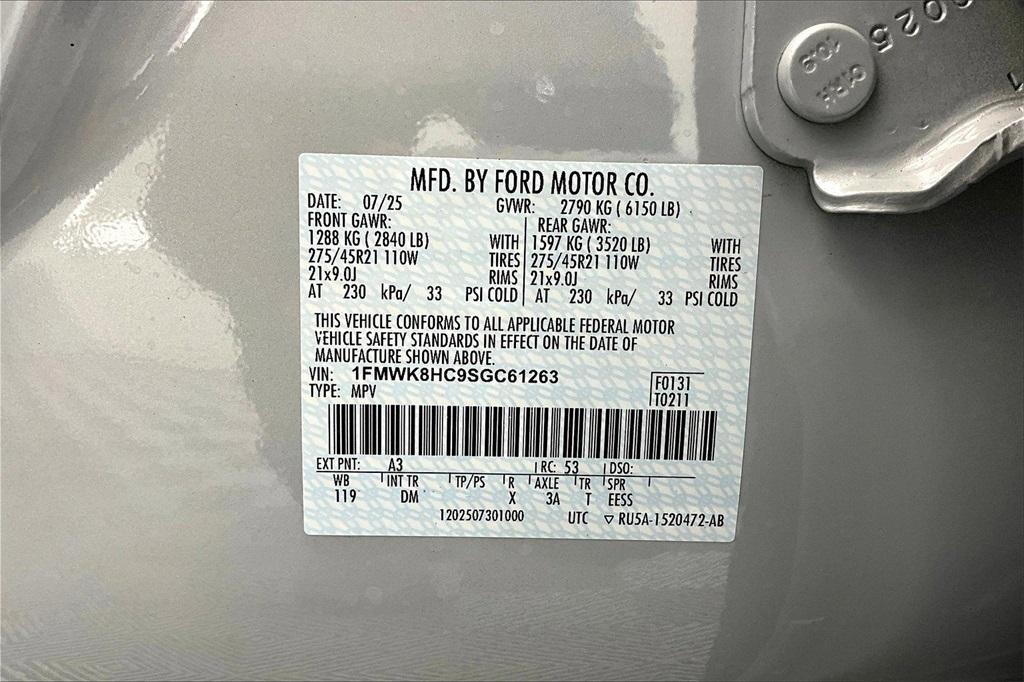 0025
C1RH
10.9
MFD. BY FORD MOTOR CO.
DATE: 07/25 GVWR: 2790 KG ( 6150 LB)
FRONT GAWR: REAR GAWR:
1288 KG ( 2840 LB) WITH 1597 KG ( 3520 LB) WITH
275/45R21 110W TIRES 275/45R21 110W TIRES
21x9.0J RIMS 21x9.0J RIMS
AT 230 kPa/ 33 PSI COLD AT 230 kPa/ 33 PSI COLD
THIS VEHICLE CONFORMS TO ALL APPLICABLE FEDERAL MOTOR
VEHICLE SAFETY STANDARDS IN EFFECT ON THE DATE OF
MANUFACTURE SHOWN ABOVE.
VIN: 1FMWK8HC9SGC61263
TYPE: MPV
F0131
T0211
EXT PNT: A3 RC: 53 DSO:
WB INT TR TP/PS R AXLE TR SPR
119 DM X 3A T EESS
1202507301000 UTC ▽ RU5A-1520472-AB